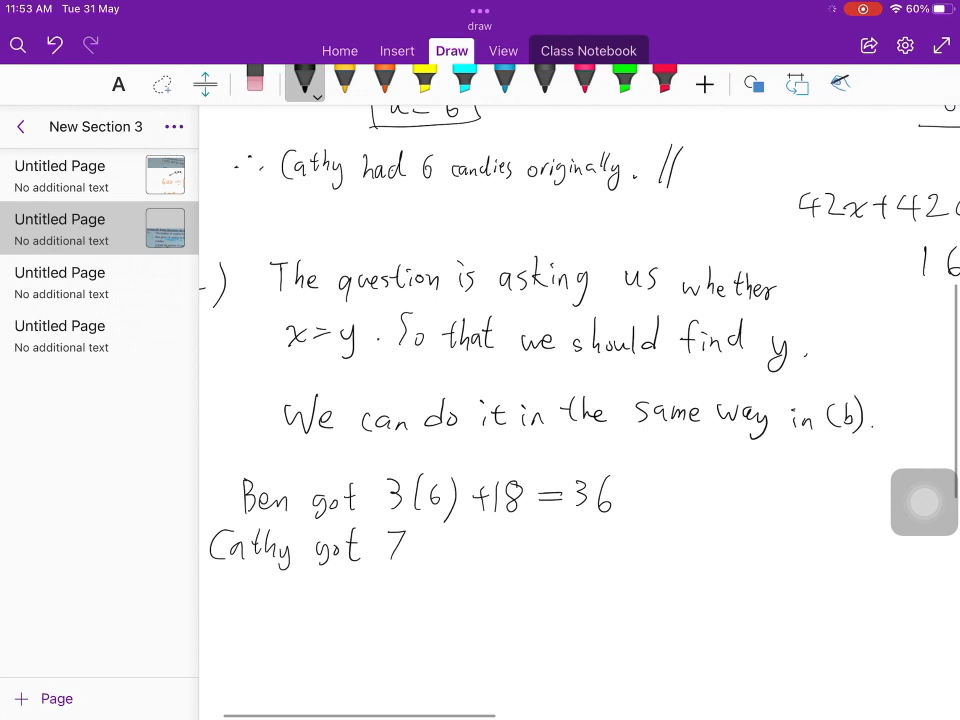 11:53 AM Tue 31 May
60%
draw
Home Insert Draw View Class Notebook
A
New Section 3
Untitled Page
No additional text
Untitled Page
No additional text
Untitled Page
No additional text
Untitled Page
No additional text
Page
∴ Cathy had 6 candies originally. //
42x+42
16
) The question is asking us whether
x=y. So that we should find y.
We can do it in the same way in (b).
Ben got 3(6)+18=36
Cathy got 7